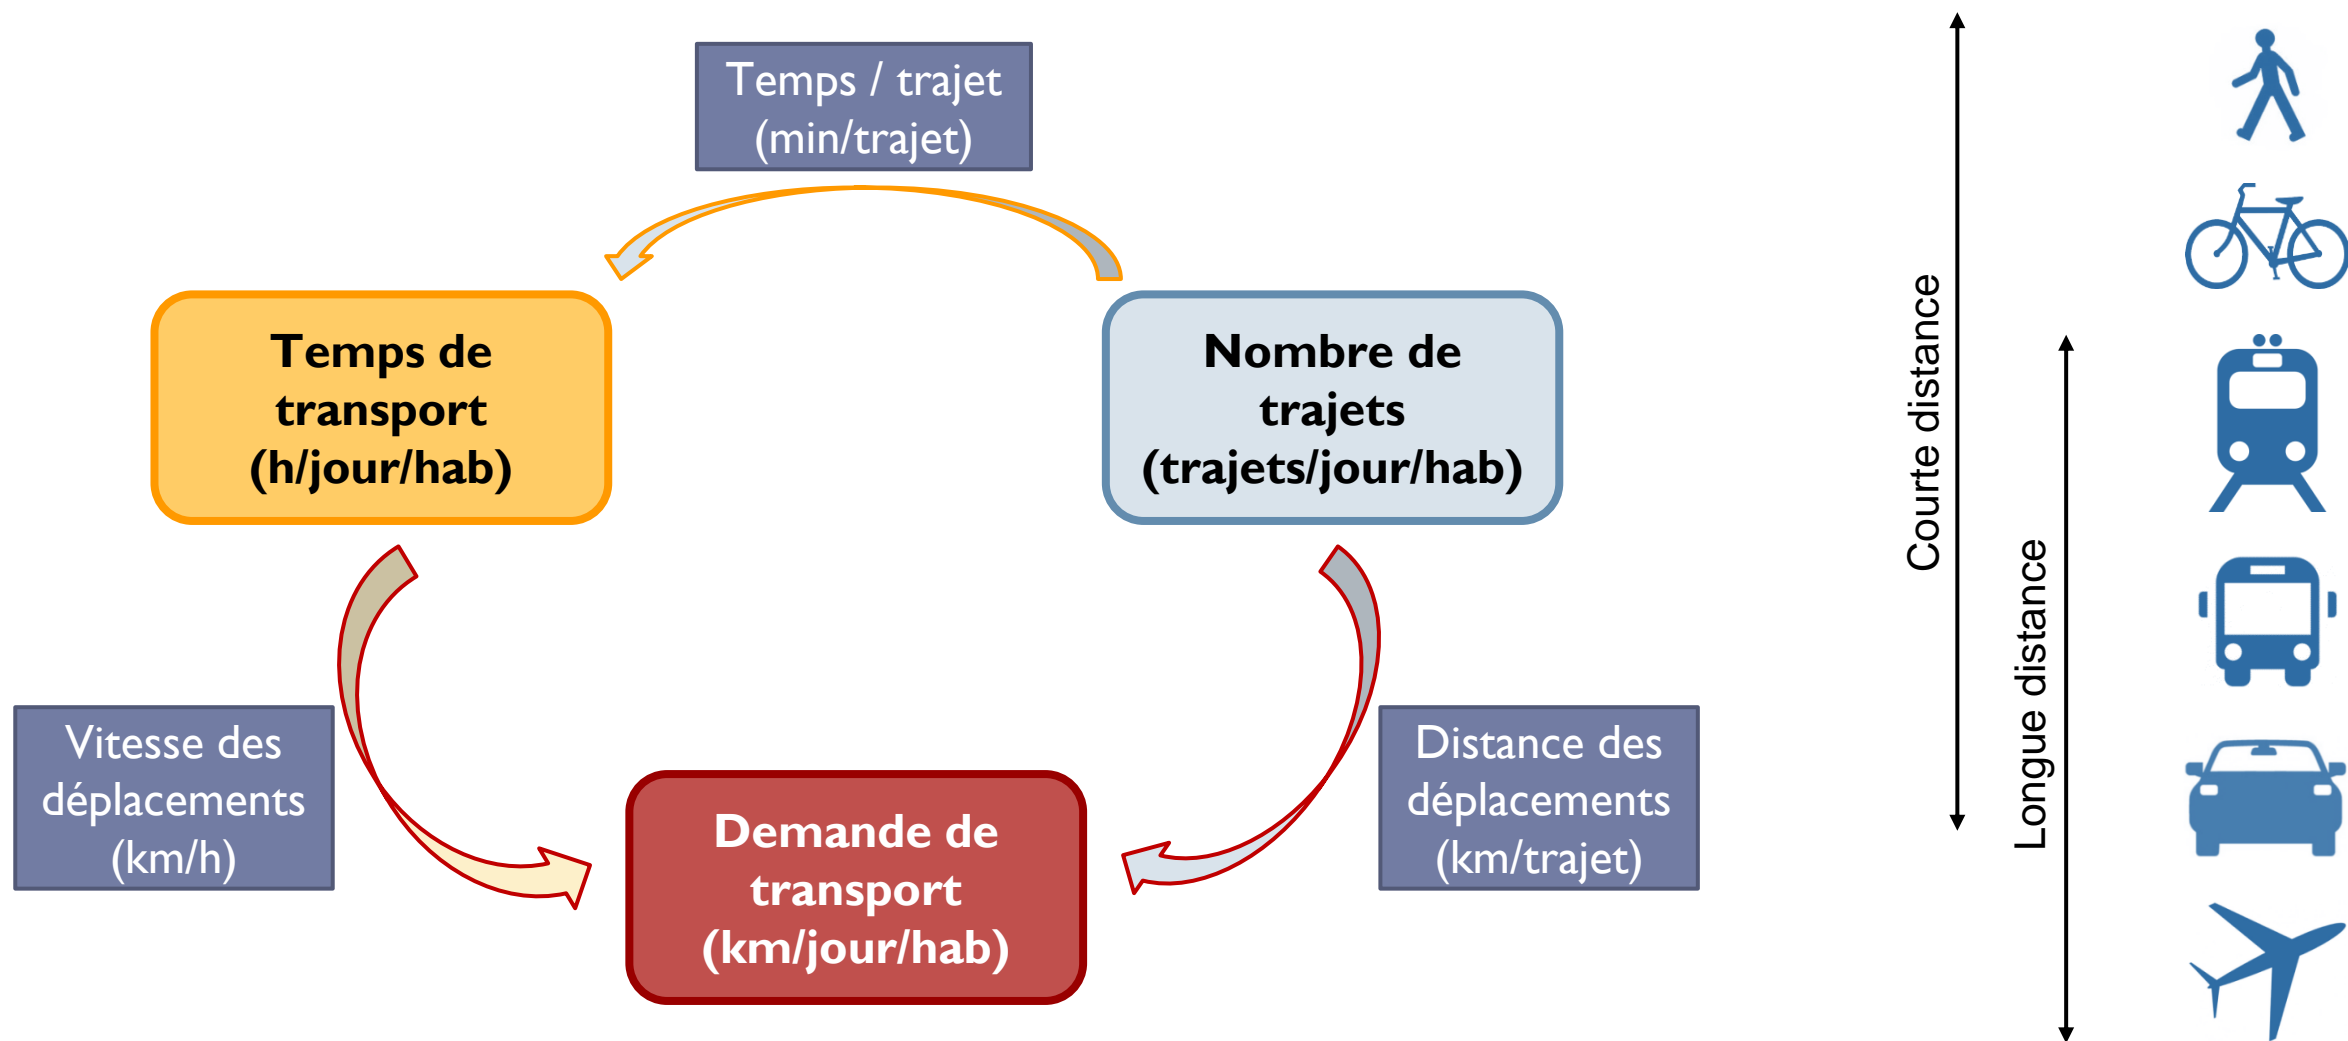 Temps / trajet
(min/trajet)
Temps de
transport
(h/jour/hab)
Nombre de
trajets
(trajets/jour/hab)
Vitesse des
déplacements
(km/h)
Demande de
transport
(km/jour/hab)
Distance des
déplacements
(km/trajet)
Courte distance
Longue distance